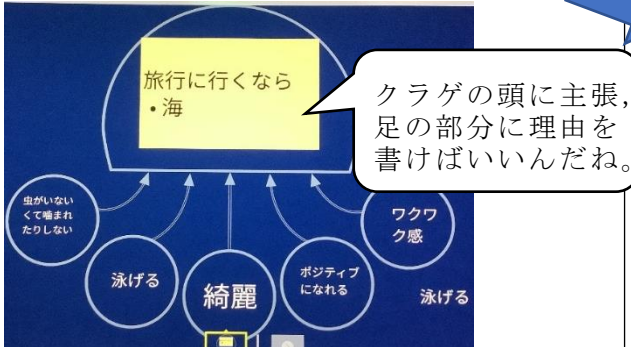 旅行に行くなら
・海
クラゲの頭に主張,
足の部分に理由を
書けばいいんだね。
虫がいない
くて噛まれ
たりしない
泳げる
綺麗
ポジティブ
になれる
ワクワ
ク感
泳げる